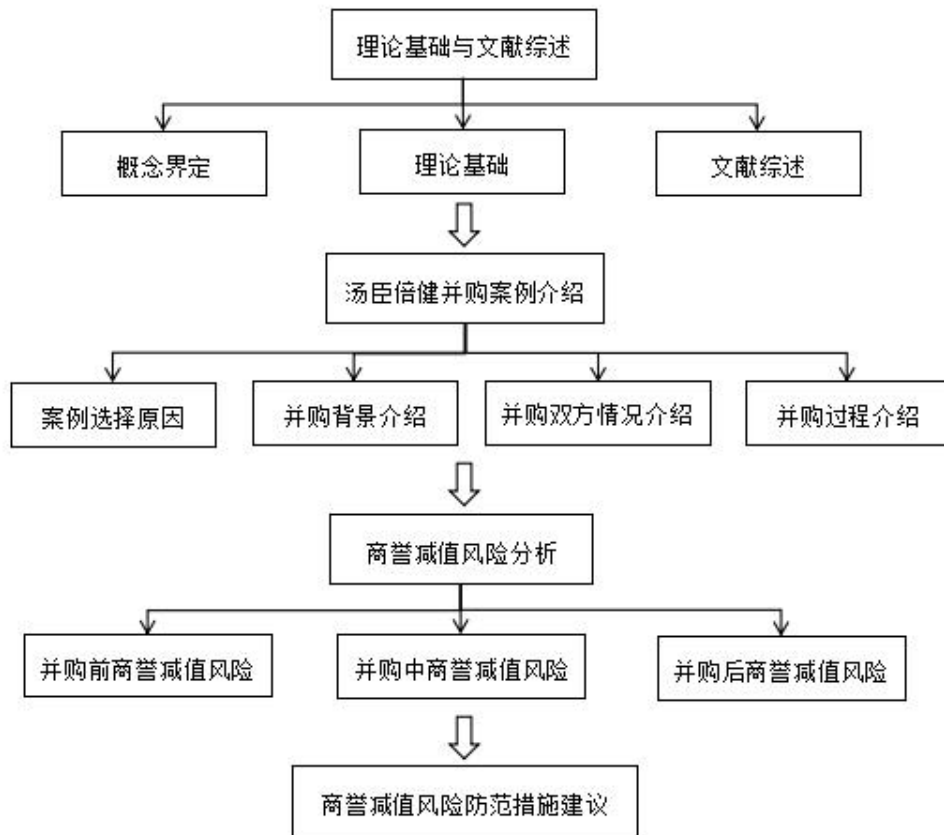 理论基础与文献综述
概念界定
理论基础
文献综述
汤臣倍健并购案例介绍
案例选择原因
并购背景介绍
并购双方情况介绍
并购过程介绍
商誉减值风险分析
并购前商誉减值风险
并购中商誉减值风险
并购后商誉减值风险
商誉减值风险防范措施建议